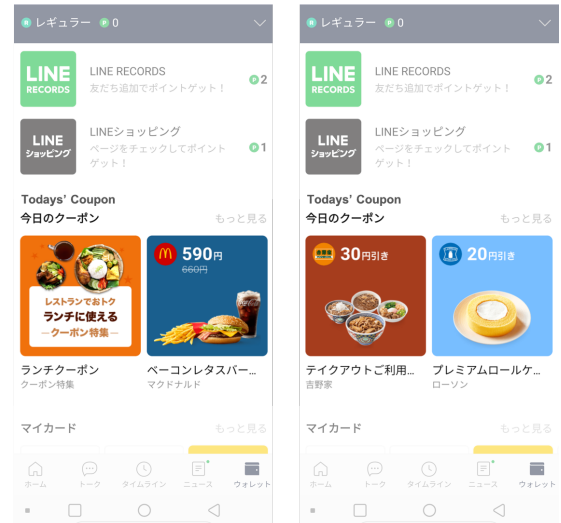 レギュラー P 0
LINE
RECORDS
LINE RECORDS
友だち追加でポイントゲット！
P 2
LINE
ショッピング
LINEショッピング
ページをチェックしてポイント
ゲット！
P 1
Todays' Coupon
今日のクーポン
もっと見る
レストランでおトク
ランチに使える
クーポン特集
590円
660円
ランチクーポン
クーポン特集
ベーコンレタスバー...
マクドナルド
マイカード
もっと見る
ホーム
トーク
タイムライン
ニュース
ウォレット
レギュラー P 0
LINE
RECORDS
LINE RECORDS
友だち追加でポイントゲット！
P 2
LINE
ショッピング
LINEショッピング
ページをチェックしてポイント
ゲット！
P 1
Todays' Coupon
今日のクーポン
もっと見る
30円引き
20円引き
テイクアウトご利用...
吉野家
プレミアムロールケ...
ローソン
マイカード
もっと見る
ホーム
トーク
タイムライン
ニュース
ウォレット